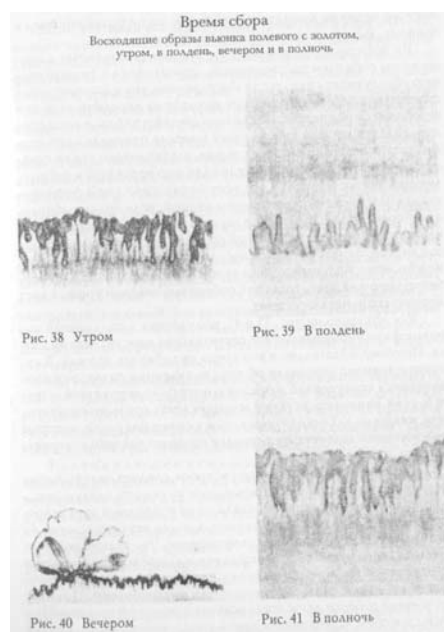 Время сбора
Восходящие образы вьюнка полевого с золотом,
утром, в полдень, вечером и в полночь
Рис. 38 Утром
Рис. 39 В полдень
Рис. 40 Вечером
Рис. 41 В полночь